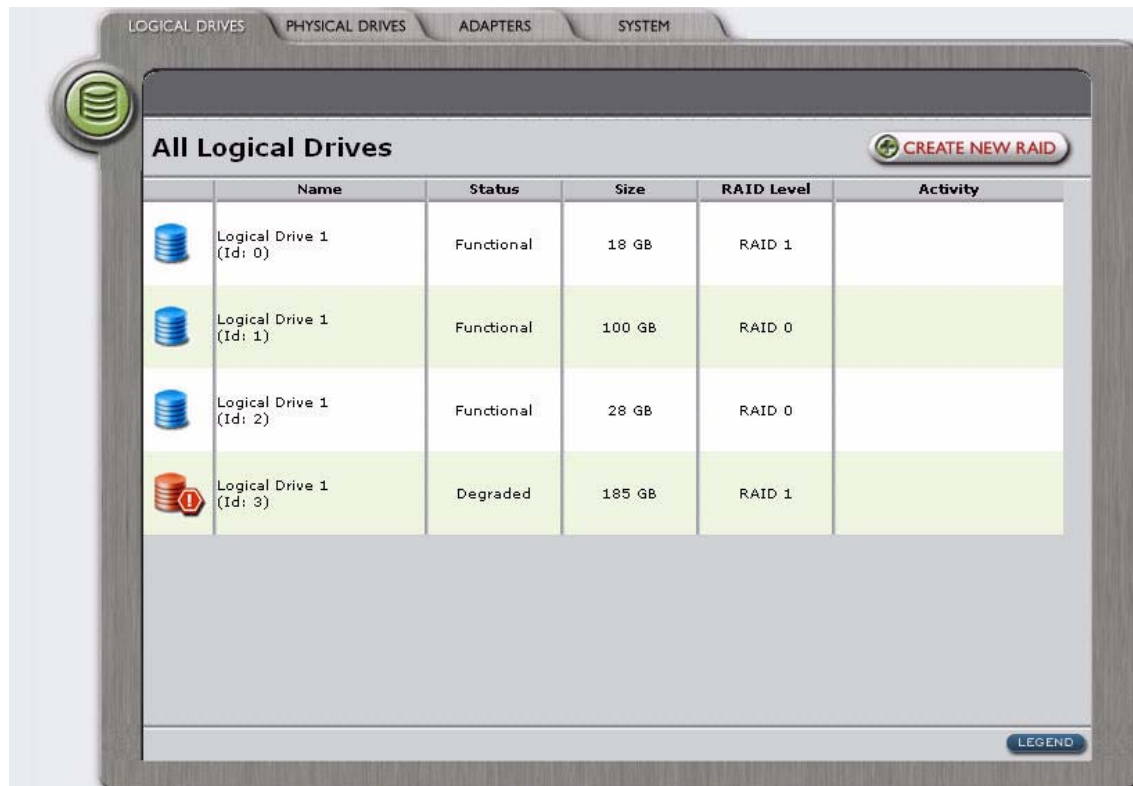 LOGICAL DRIVES PHYSICAL DRIVES ADAPTERS SYSTEM
All Logical Drives CREATE NEW RAID
Name Status Size RAID Level Activity
Logical Drive 1
(Id: 0) Functional 18 GB RAID 1
Logical Drive 1
(Id: 1) Functional 100 GB RAID 0
Logical Drive 1
(Id: 2) Functional 28 GB RAID 0
Logical Drive 1
(Id: 3) Degraded 185 GB RAID 1
LEGEND